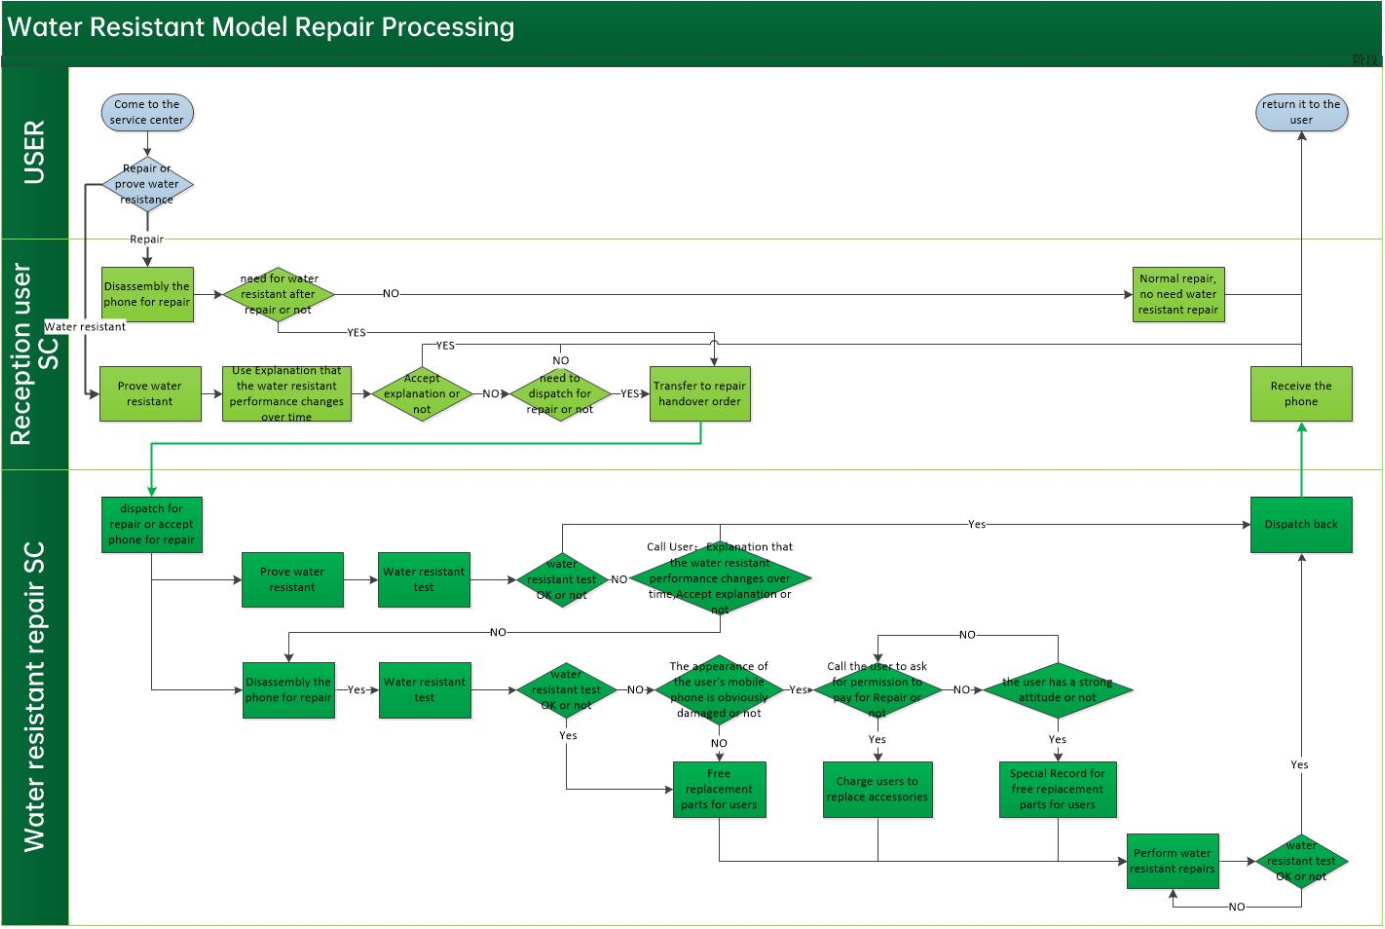 Water Resistant Model Repair Processing
阶段
USER
Come to the
service center
return it to the
user
Repair or
prove water
resistance
Repair
Reception user
SC
Disassembly the
phone for repair
need for water
resistant after
repair or not
NO
Normal repair,
no need water
resistant repair
Water resistant
YES
YES
NO
Prove water
resistant
Use Explanation that
the water resistant
performance changes
over time
Accept
explanation or
not
NO
need to
dispatch for
repair or not
YES
Transfer to repair
handover order
Receive the
phone
Water resistant repair SC
dispatch for
repair or accept
phone for repair
Yes
Dispatch back
Prove water
resistant
Water resistant
test
water
resistant test
OK or not
NO
Call User：Explanation that
the water resistant
performance changes over
time,Accept explanation or
not
NO
Disassembly the
phone for repair
Yes
Water resistant
test
water
resistant test
OK or not
NO
The appearance of
the user's mobile
phone is obviously
damaged or not
Yes
Call the user to ask
for permission to
pay for Repair or
not
NO
the user has a strong
attitude or not
NO
Yes
NO
Yes
Yes
Free
replacement
parts for users
Charge users to
replace accessories
Special Record for
free replacement
parts for users
Yes
Perform water
resistant repairs
water
resistant test
OK or not
NO